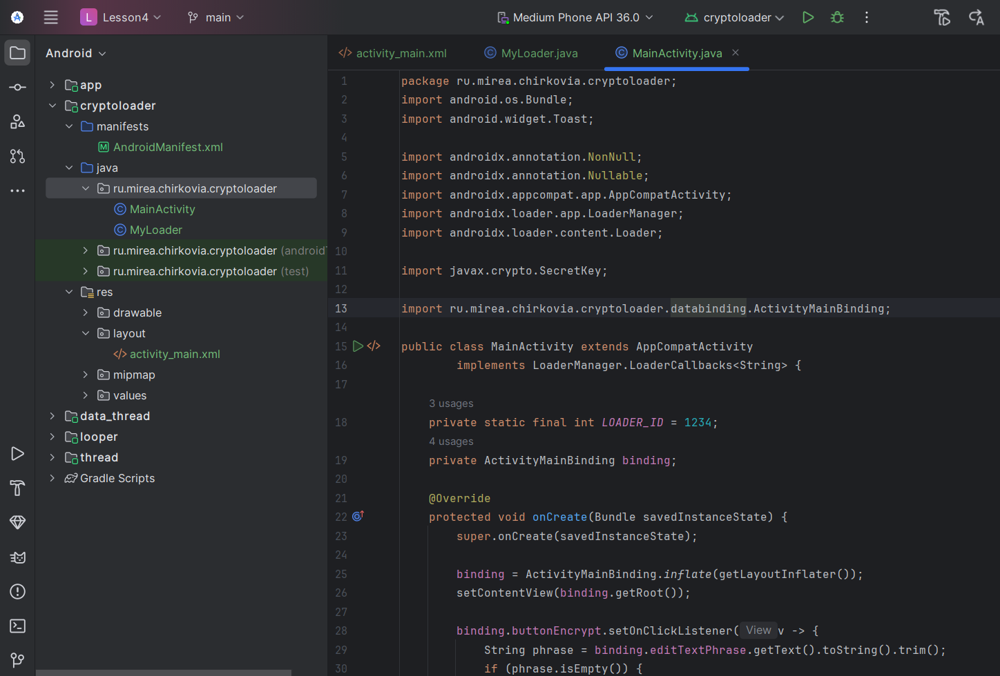 L Lesson4 main Medium Phone API 36.0 cryptoloader
Android
app
cryptoloader
manifests
AndroidManifest.xml
java
ru.mirea.chirkovia.cryptoloader
MainActivity
MyLoader
ru.mirea.chirkovia.cryptoloader (android
ru.mirea.chirkovia.cryptoloader (test)
res
drawable
layout
activity_main.xml
mipmap
values
data_thread
looper
thread
Gradle Scripts
activity_main.xml MyLoader.java MainActivity.java
1 package ru.mirea.chirkovia.cryptoloader;
2 import android.os.Bundle;
3 import android.widget.Toast;
4
5 import androidx.annotation.NonNull;
6 import androidx.annotation.Nullable;
7 import androidx.appcompat.app.AppCompatActivity;
8 import androidx.loader.app.LoaderManager;
9 import androidx.loader.content.Loader;
10
11 import javax.crypto.SecretKey;
12
13 import ru.mirea.chirkovia.cryptoloader.databinding.ActivityMainBinding;
14
15 public class MainActivity extends AppCompatActivity
16 implements LoaderManager.LoaderCallbacks<String> {
17
3 usages
18 private static final int LOADER_ID = 1234;
4 usages
19 private ActivityMainBinding binding;
20
21 @Override
22 protected void onCreate(Bundle savedInstanceState) {
23 super.onCreate(savedInstanceState);
24
25 binding = ActivityMainBinding.inflate(getLayoutInflater());
26 setContentView(binding.getRoot());
27
28 binding.buttonEncrypt.setOnClickListener( View v -> {
29 String phrase = binding.editTextPhrase.getText().toString().trim();
30 if (phrase.isEmpty()) {